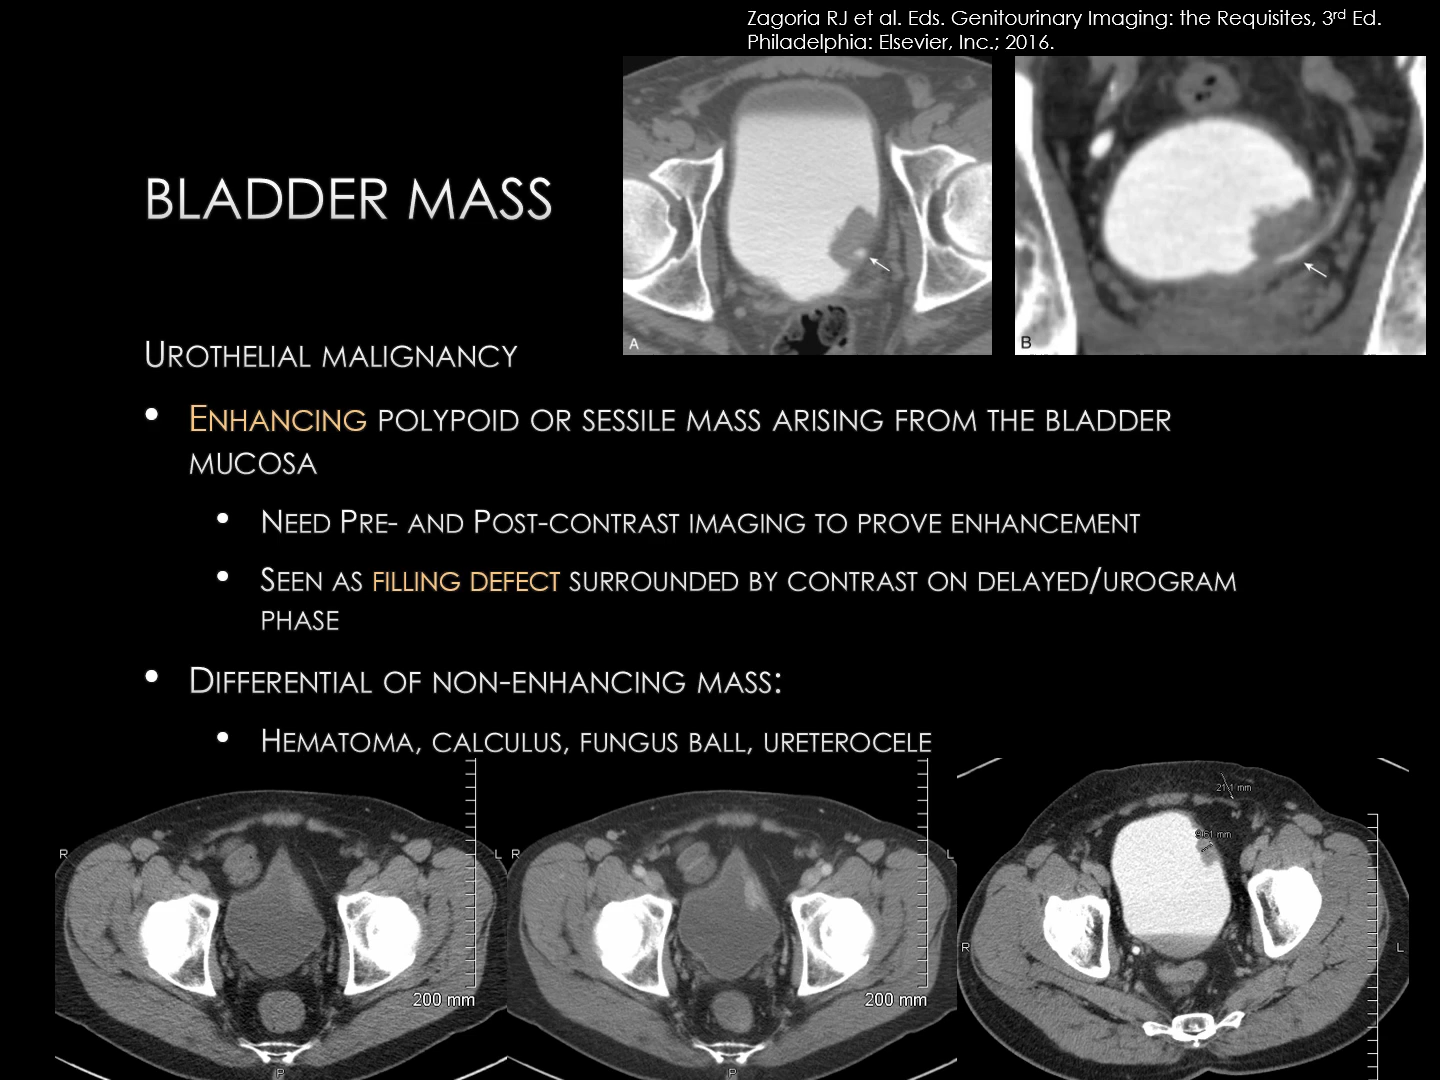 Zagoria RJ et al. Eds. Genitourinary Imaging: the Requisites, 3rd Ed.
Philadelphia: Elsevier, Inc.; 2016.
BLADDER MASS
A
B
UROTHELIAL MALIGNANCY
• ENHANCING POLYPOID OR SESSILE MASS ARISING FROM THE BLADDER
MUCOSA
• NEED PRE- AND POST-CONTRAST IMAGING TO PROVE ENHANCEMENT
• SEEN AS FILLING DEFECT SURROUNDED BY CONTRAST ON DELAYED/UROGRAM
PHASE
• DIFFERENTIAL OF NON-ENHANCING MASS:
• HEMATOMA, CALCULUS, FUNGUS BALL, URETEROCELE
R
L
200 mm
P
R
L
200 mm
P
R
L